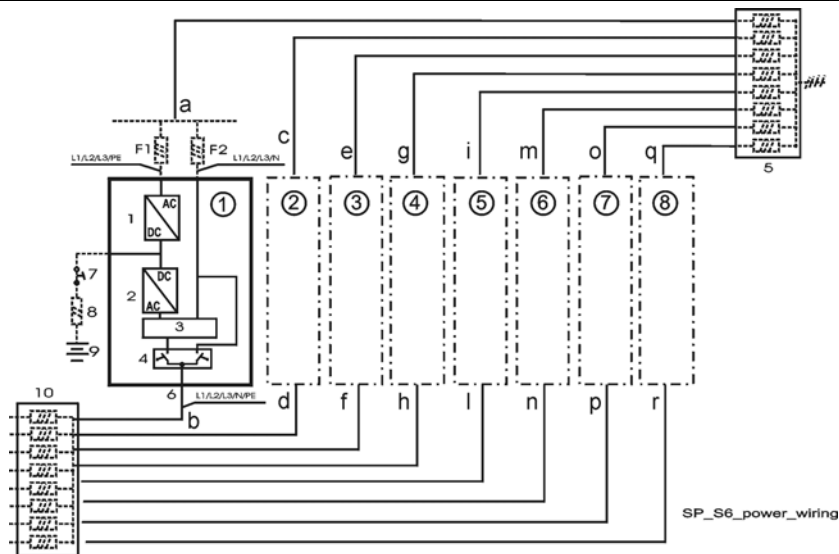 a
F1
F2
L1/L2/L3/PE
L1/L2/L3/N
c
e
g
i
m
o
q
5
1
AC
DC
1
2
3
4
5
6
7
8
7
8
9
2
DC
AC
3
4
6
L1/L2/L3/N/PE
b
d
f
h
l
n
p
r
10
SP_S6_power_wiring